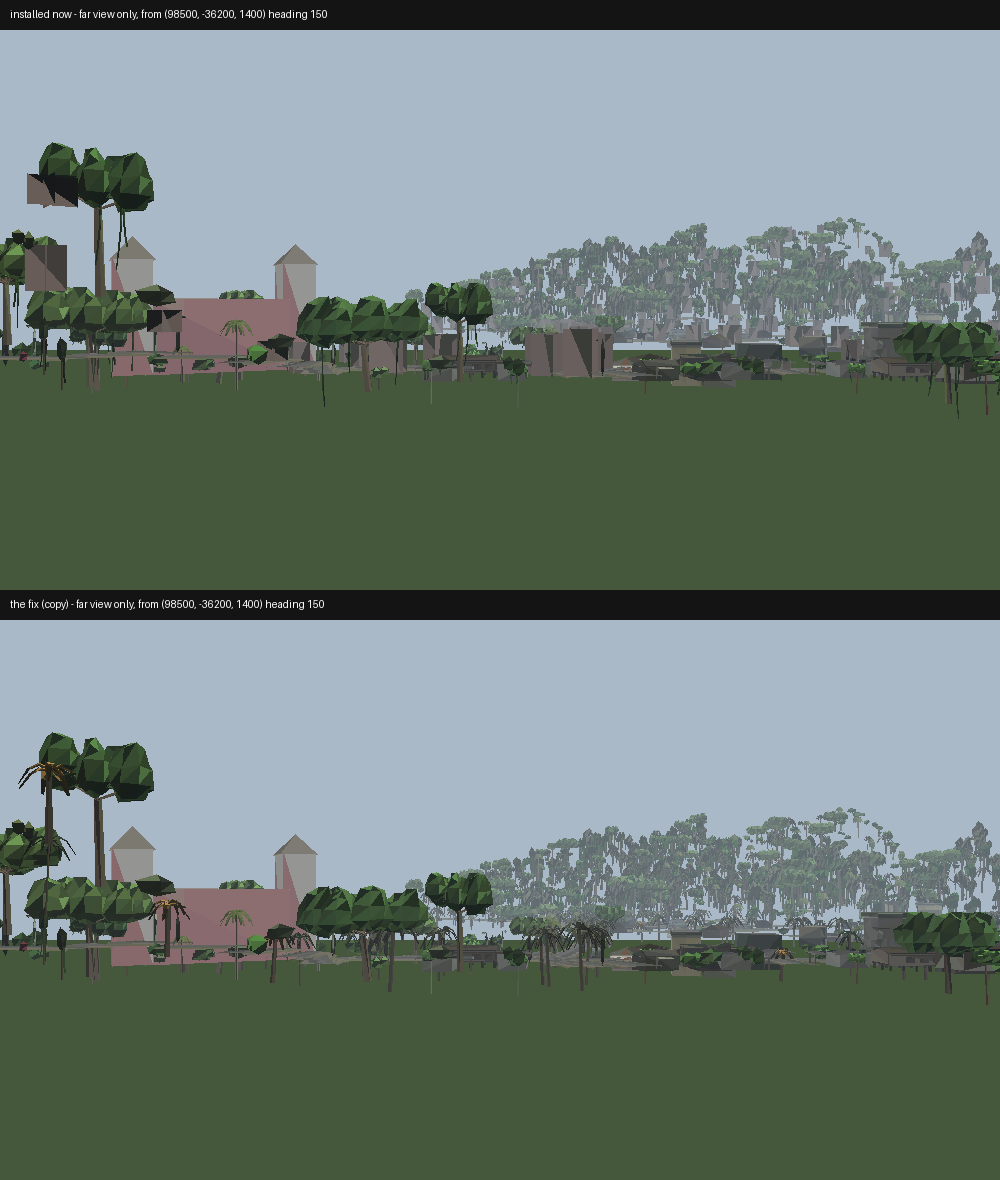 installed now - far view only, from (98500, -36200, 1400) heading 150
the fix (copy) - far view only, from (98500, -36200, 1400) heading 150